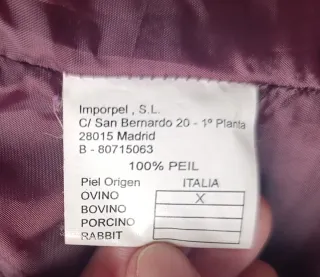 Imporpel , S.L.
C/ San Bernardo 20 - 1º Planta
28015 Madrid
B - 80715063
100% PEIL
Piel Origen ITALIA
OVINO X
BOVINO
PORCINO
RABBIT